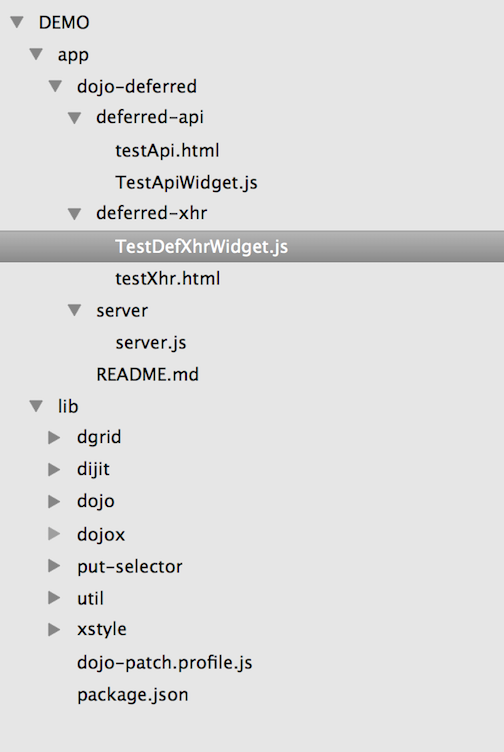 DEMO
app
dojo-deferred
deferred-api
testApi.html
TestApiWidget.js
deferred-xhr
TestDefXhrWidget.js
testXhr.html
server
server.js
README.md
lib
dgrid
dijit
dojo
dojox
put-selector
util
xstyle
dojo-patch.profile.js
package.json